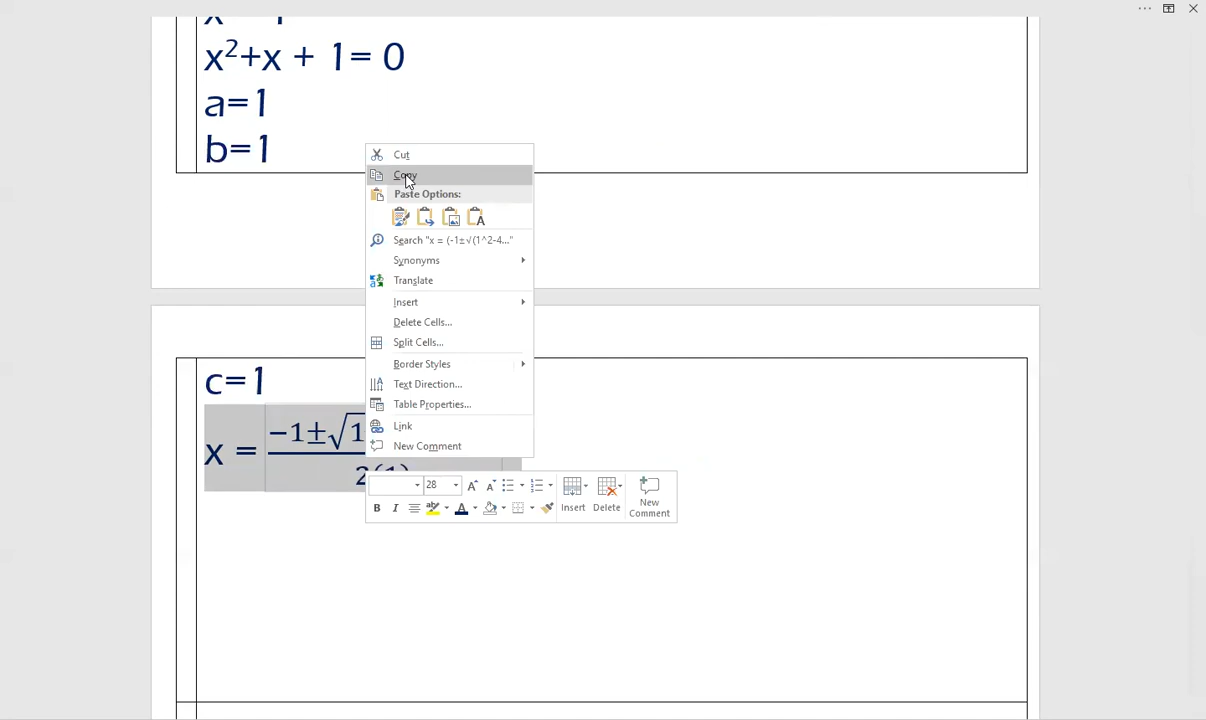 x²+x + 1= 0
a=1
b=1
Cut
Copy
Paste Options:
Search "x = (-1±√(1^2-4..."
Synonyms
Translate
Insert
Delete Cells...
Split Cells...
Border Styles
Text Direction...
Table Properties...
Link
New Comment
c=1
x =
−1±√1
2(1)
28
B I
Insert Delete New Comment